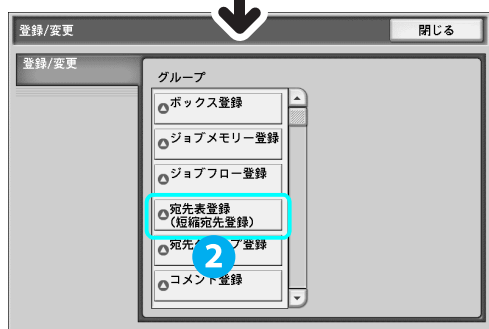 登録/変更
閉じる
登録/変更
グループ
ボックス登録
ジョブメモリー登録
ジョブフロー登録
宛先表登録
(短縮宛先登録)
宛先グループ登録
2
コメント登録